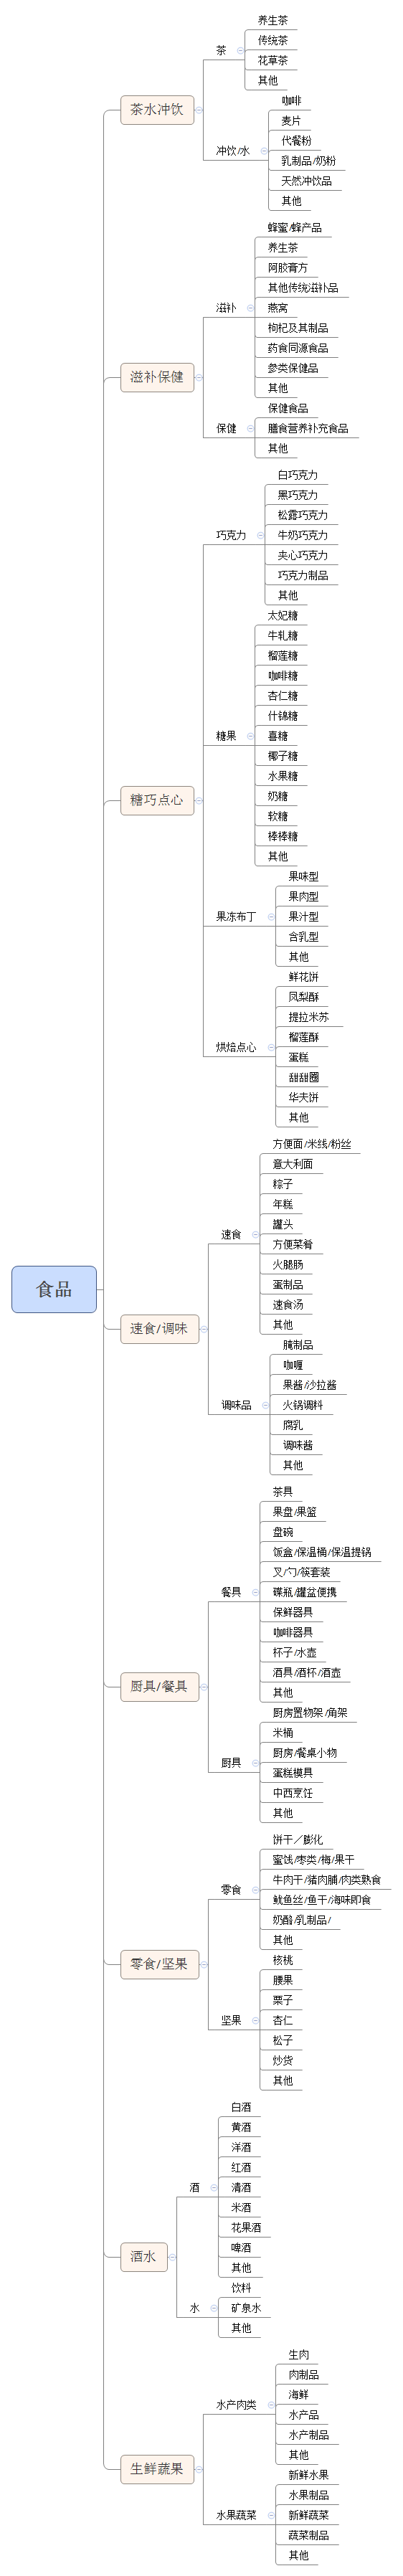 食品
茶水冲饮
茶
养生茶
传统茶
花草茶
其他
冲饮/水
咖啡
麦片
代餐粉
乳制品/奶粉
天然冲饮品
其他
滋补保健
滋补
蜂蜜/蜂产品
养生茶
阿胶膏方
其他传统滋补品
燕窝
枸杞及其制品
药食同源食品
参类保健品
其他
保健
保健食品
膳食营养补充食品
其他
糖巧点心
巧克力
白巧克力
黑巧克力
松露巧克力
牛奶巧克力
夹心巧克力
巧克力制品
其他
糖果
太妃糖
牛轧糖
榴莲糖
咖啡糖
杏仁糖
什锦糖
喜糖
椰子糖
水果糖
奶糖
软糖
棒棒糖
其他
果冻布丁
果味型
果肉型
果汁型
含乳型
其他
烘焙点心
鲜花饼
凤梨酥
提拉米苏
榴莲酥
蛋糕
甜甜圈
华夫饼
其他
速食/调味
速食
方便面/米线/粉丝
意大利面
粽子
年糕
罐头
方便菜肴
火腿肠
蛋制品
速食汤
其他
调味品
腌制品
咖喱
果酱/沙拉酱
火锅调料
腐乳
调味酱
其他
厨具/餐具
餐具
茶具
果盘/果篮
盘碗
饭盒/保温桶/保温提锅
叉/勺/筷套装
碟瓶/罐盆便携
保鲜器具
咖啡器具
杯子/水壶
酒具/酒杯/酒壶
其他
厨具
厨房置物架/角架
米桶
厨房/餐桌小物
蛋糕模具
中西烹饪
其他
零食/坚果
零食
饼干／膨化
蜜饯/枣类/梅/果干
牛肉干/猪肉脯/肉类熟食
鱿鱼丝/鱼干/海味即食
奶酪/乳制品/
其他
坚果
核桃
腰果
栗子
杏仁
松子
炒货
其他
酒水
酒
白酒
黄酒
洋酒
红酒
清酒
米酒
花果酒
啤酒
其他
水
饮料
矿泉水
其他
生鲜蔬果
水产肉类
生肉
肉制品
海鲜
水产品
水产制品
其他
水果蔬菜
新鲜水果
水果制品
新鲜蔬菜
蔬菜制品
其他